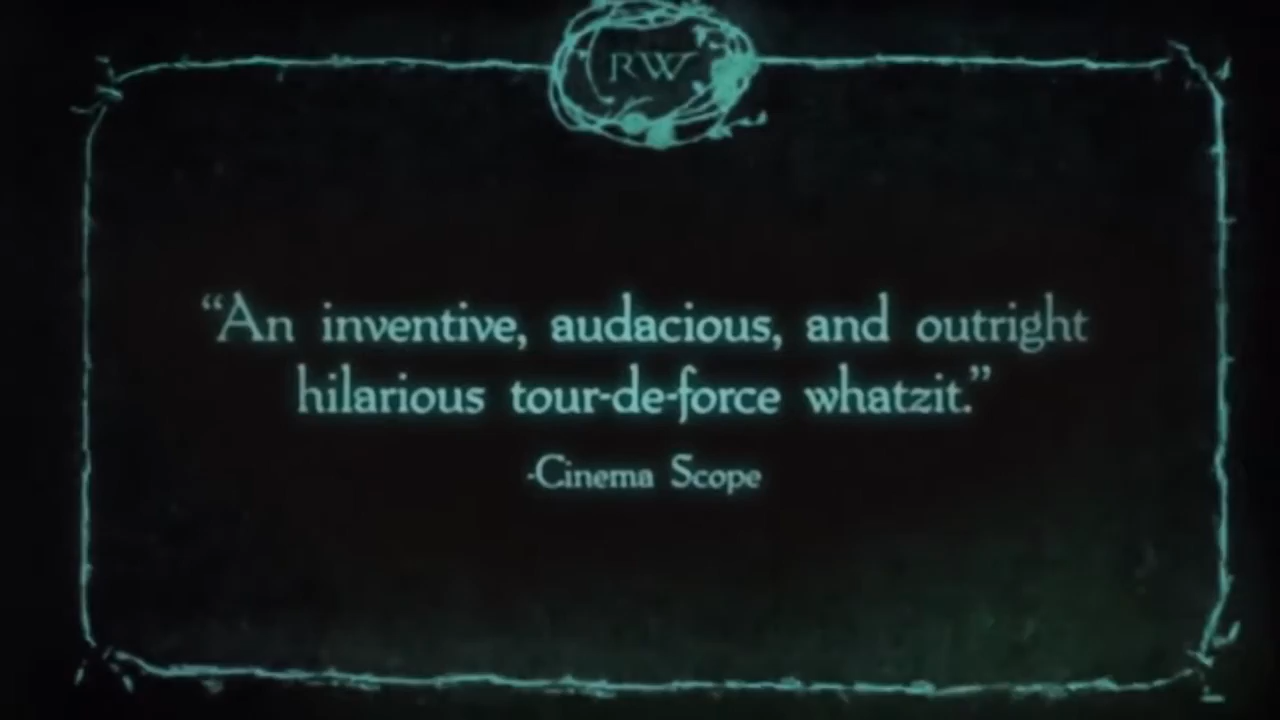 RW
“An inventive, audacious, and outright
hilarious tour-de-force whatzit.”
-Cinema Scope